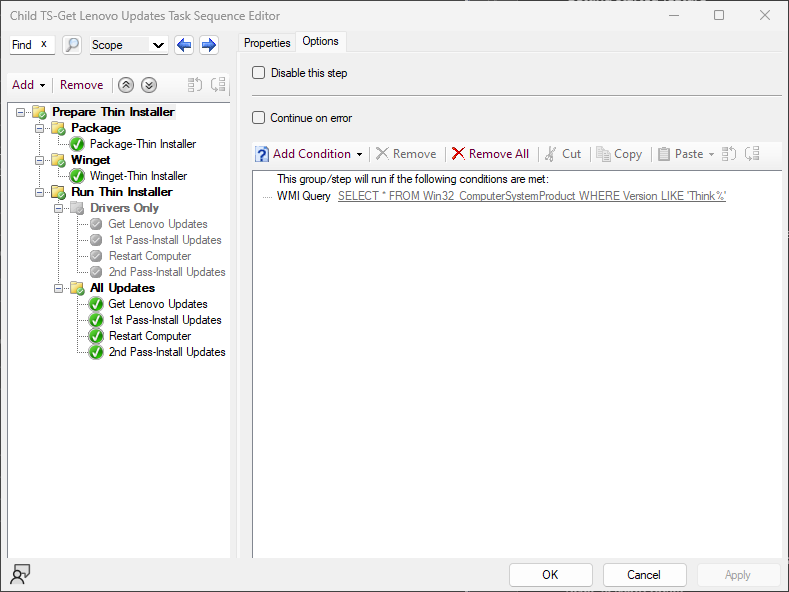 Child TS-Get Lenovo Updates Task Sequence Editor
Find x Scope
Add Remove
Prepare Thin Installer
Package
Package-Thin Installer
Winget
Winget-Thin Installer
Run Thin Installer
Drivers Only
Get Lenovo Updates
1st Pass-Install Updates
Restart Computer
2nd Pass-Install Updates
All Updates
Get Lenovo Updates
1st Pass-Install Updates
Restart Computer
2nd Pass-Install Updates
Properties Options
Disable this step
Continue on error
Add Condition Remove Remove All Cut Copy Paste
This group/step will run if the following conditions are met:
WMI Query SELECT * FROM Win32_ComputerSystemProduct WHERE Version LIKE 'Think%'
OK Cancel Apply